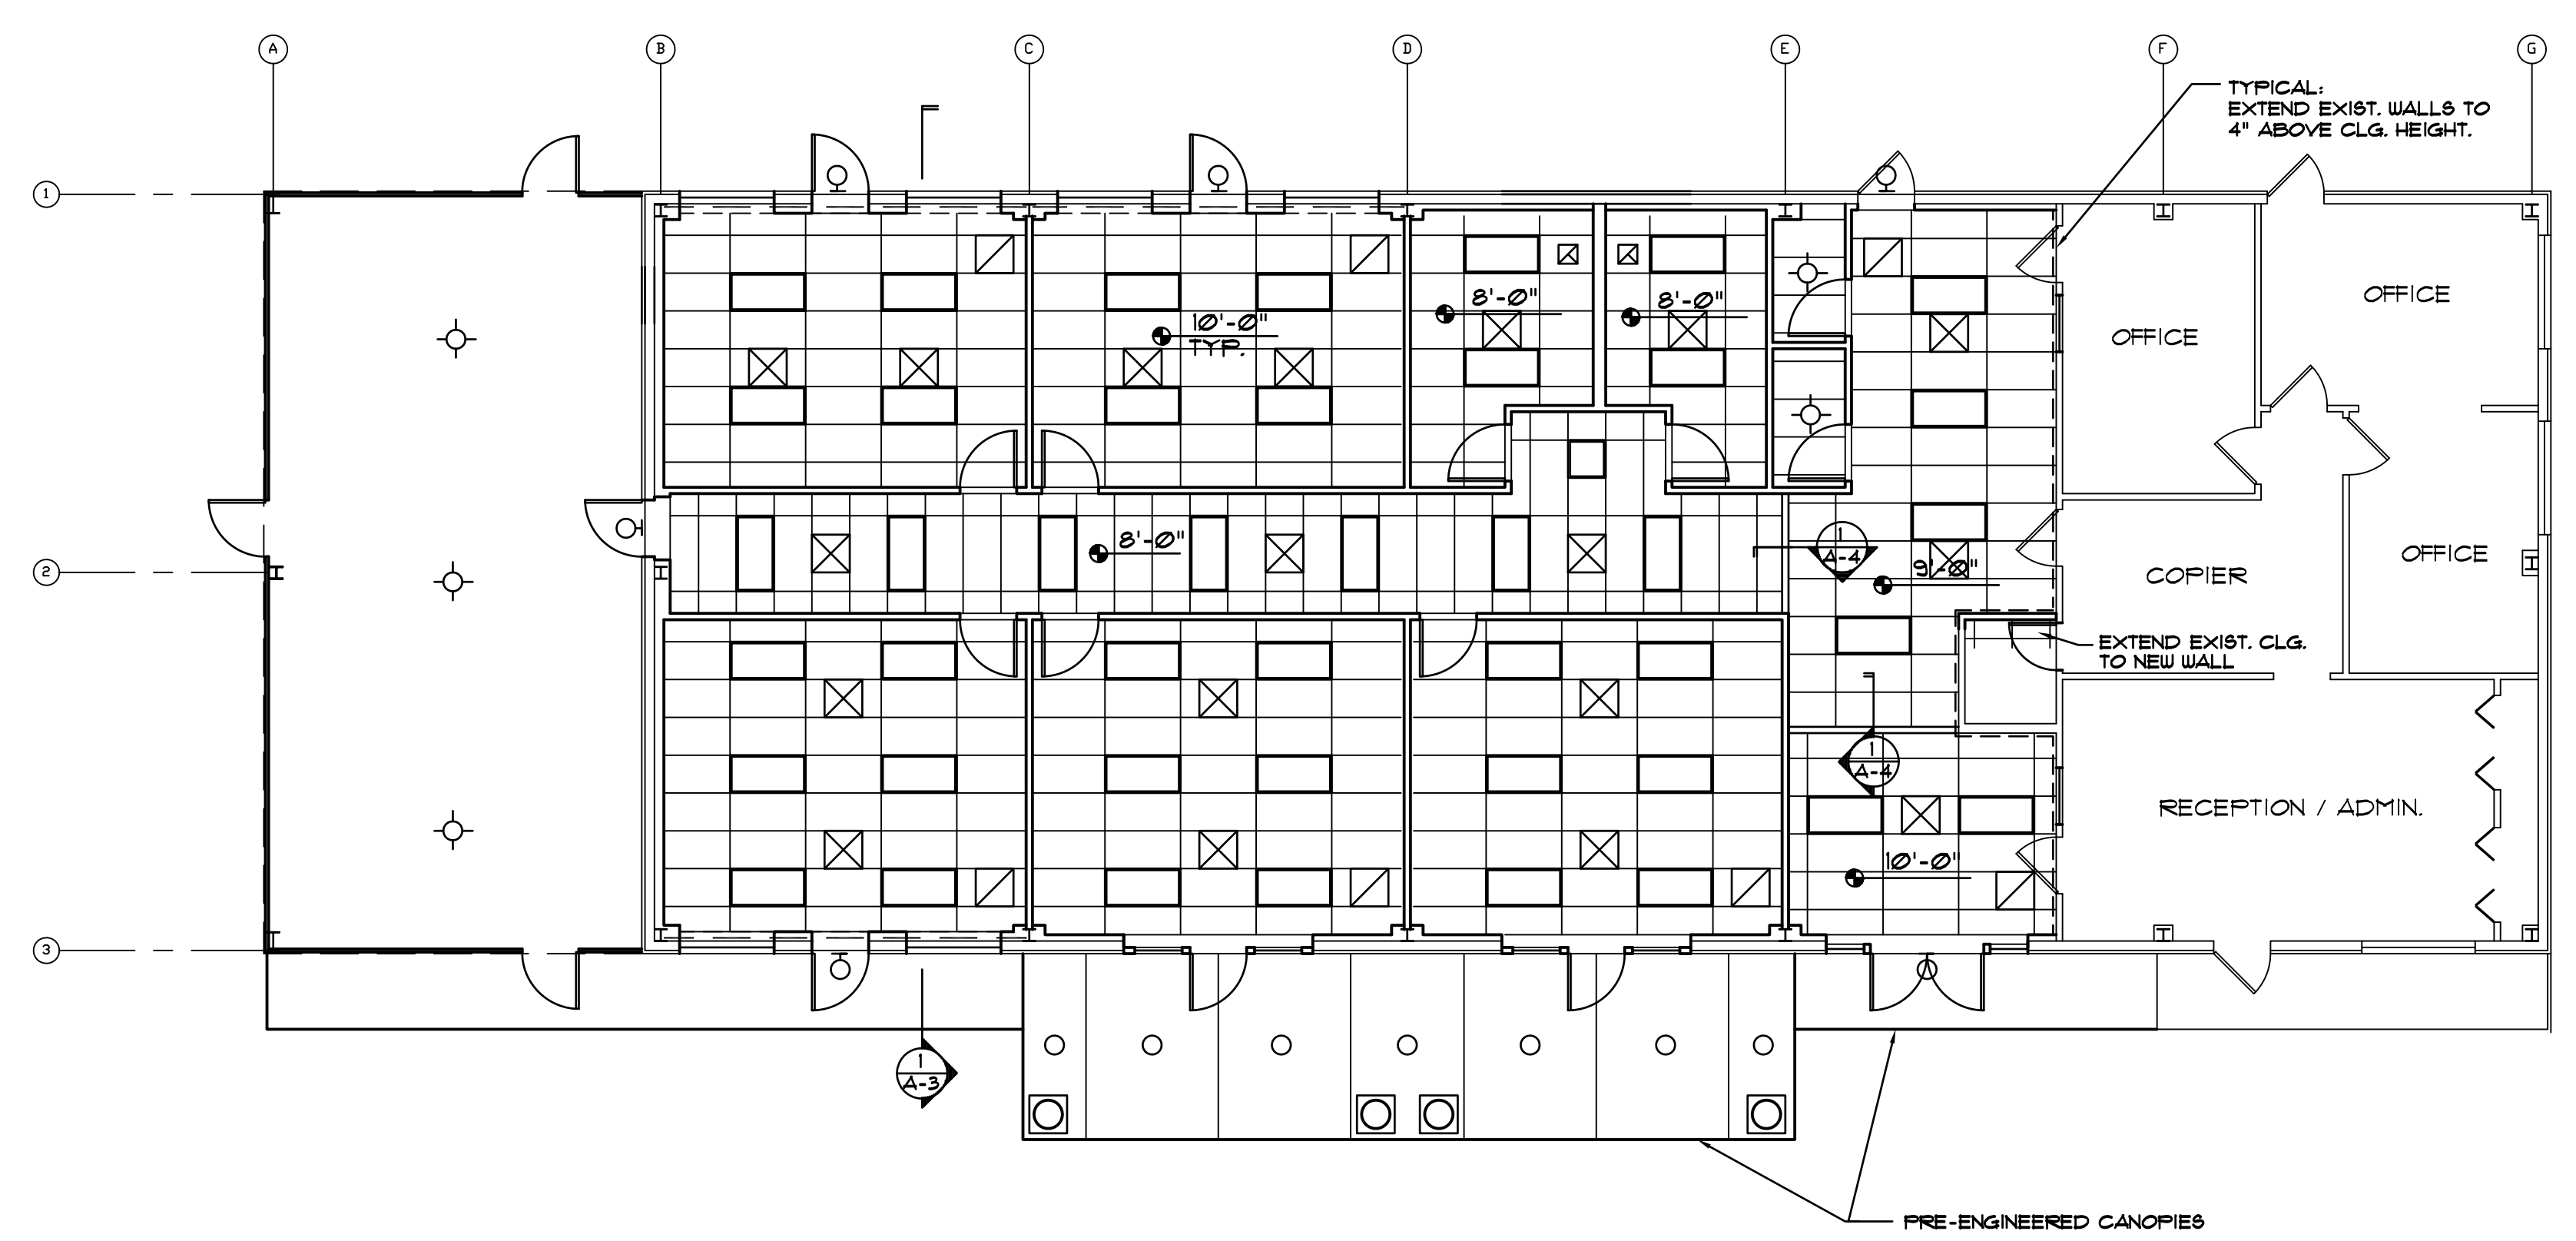 A
B
C
D
E
F
G
TYPICAL:
EXTEND EXIST. WALLS TO
4" ABOVE CLG. HEIGHT.
1
OFFICE
8'-0"
8'-0"
10'-0"
TYP.
OFFICE
8'-0"
1
A-4
9'-0"
OFFICE
2
COPIER
EXTEND EXIST. CLG.
TO NEW WALL
1
A-4
RECEPTION / ADMIN.
10'-0"
3
1
A-3
PRE-ENGINEERED CANOPIES